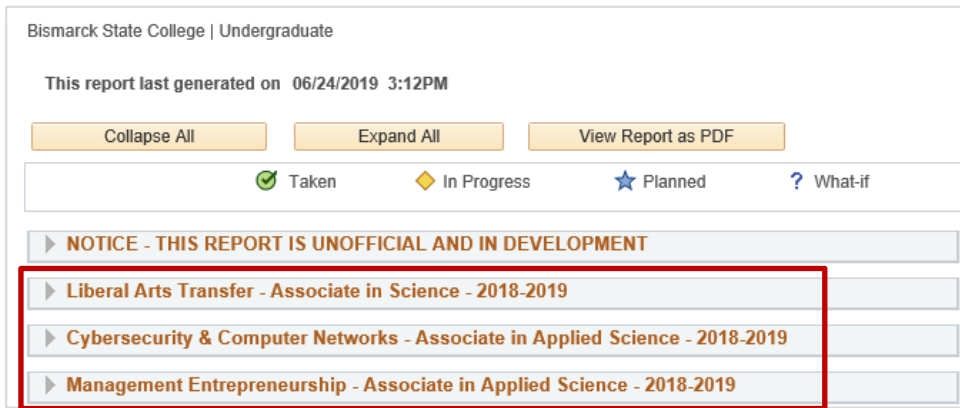 Bismarck State College | Undergraduate
This report last generated on 06/24/2019 3:12PM
Collapse All Expand All View Report as PDF
Taken In Progress Planned ? What-if
NOTICE - THIS REPORT IS UNOFFICIAL AND IN DEVELOPMENT
Liberal Arts Transfer - Associate in Science - 2018-2019
Cybersecurity & Computer Networks - Associate in Applied Science - 2018-2019
Management Entrepreneurship - Associate in Applied Science - 2018-2019